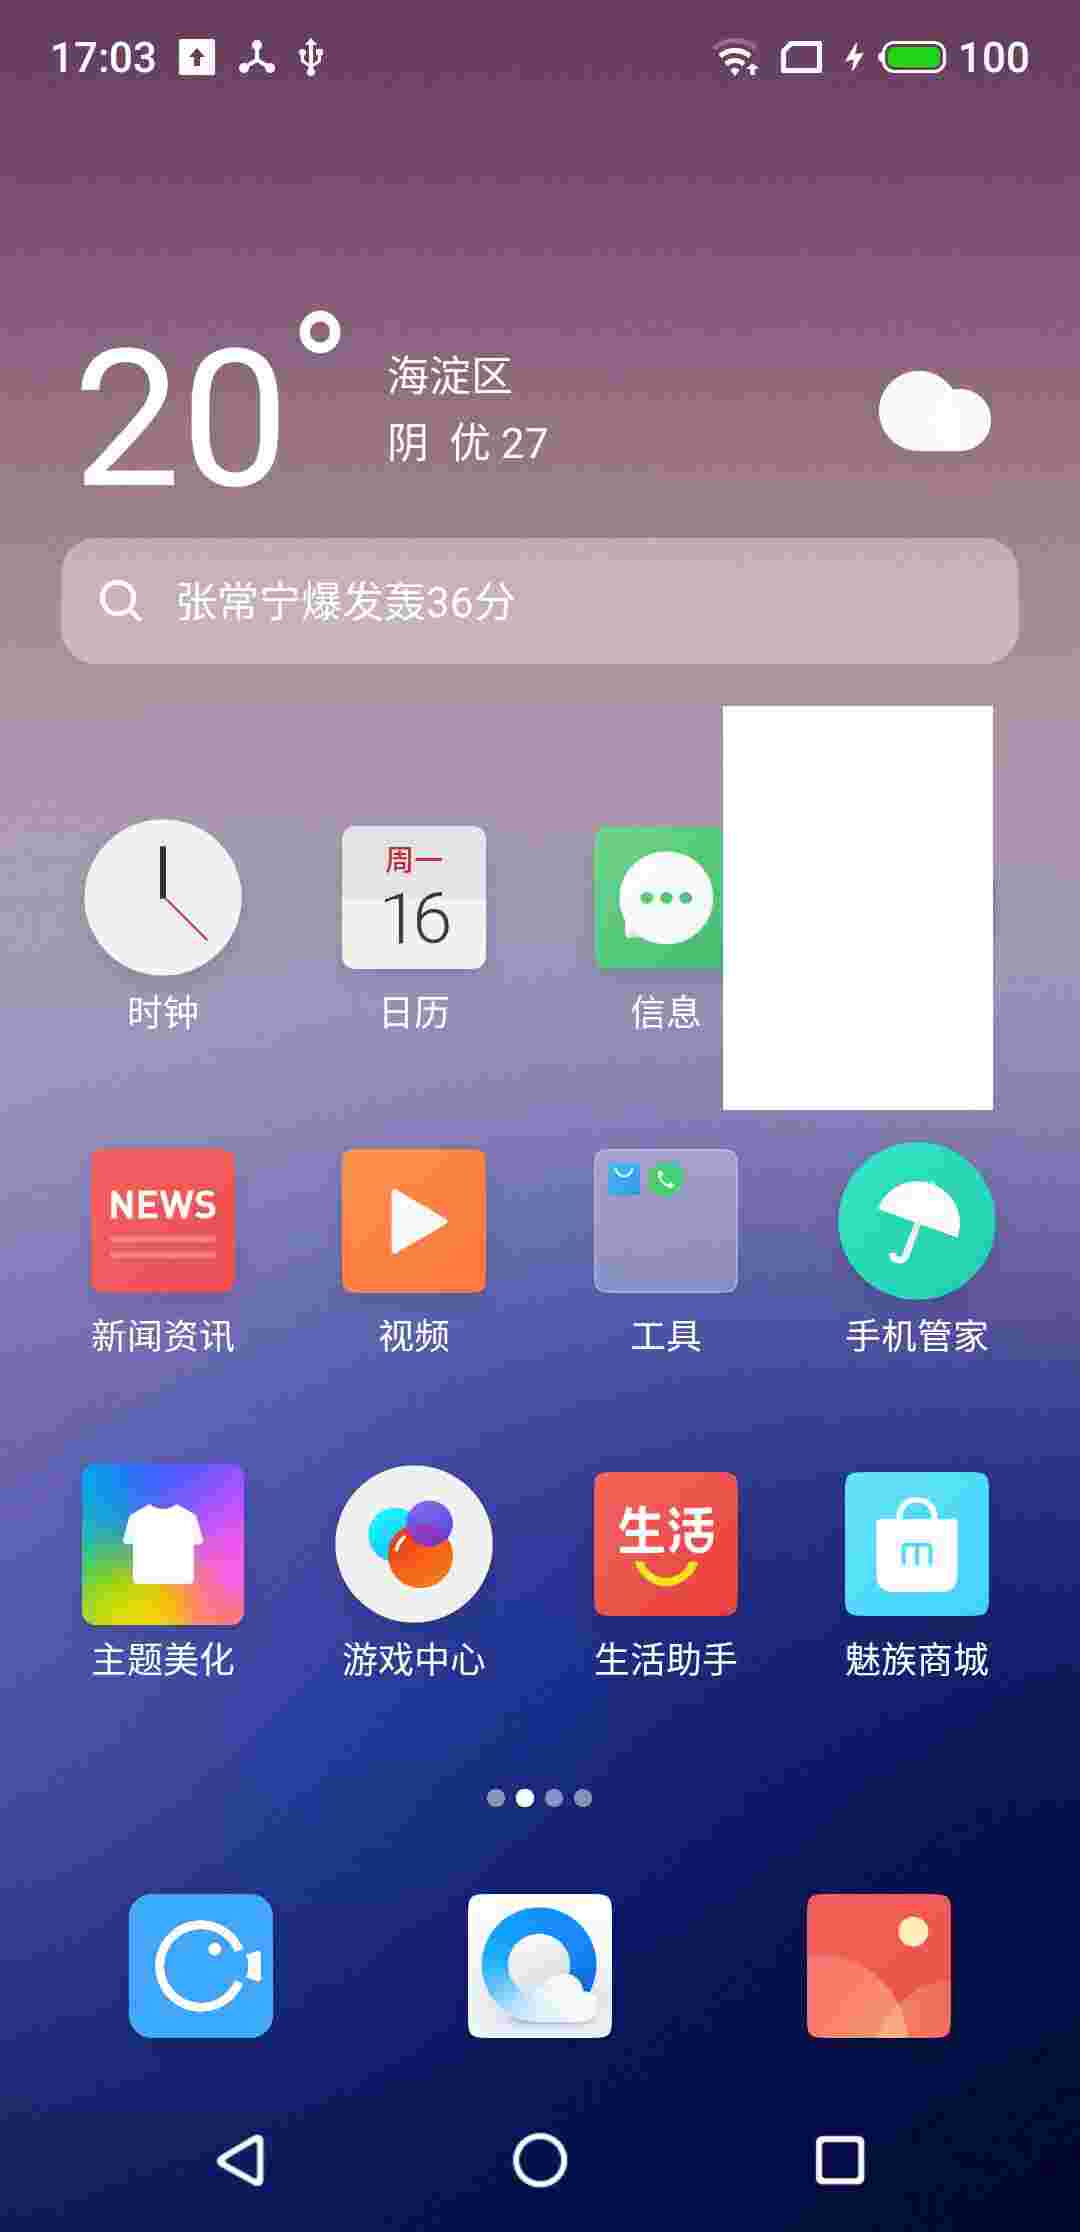 17:03 100
20°
海淀区
阴 优 27
张常宁爆发轰36分
周一
16
时钟 日历 信息
NEWS
新闻资讯 视频 工具 手机管家
生活
m
主题美化 游戏中心 生活助手 魅族商城